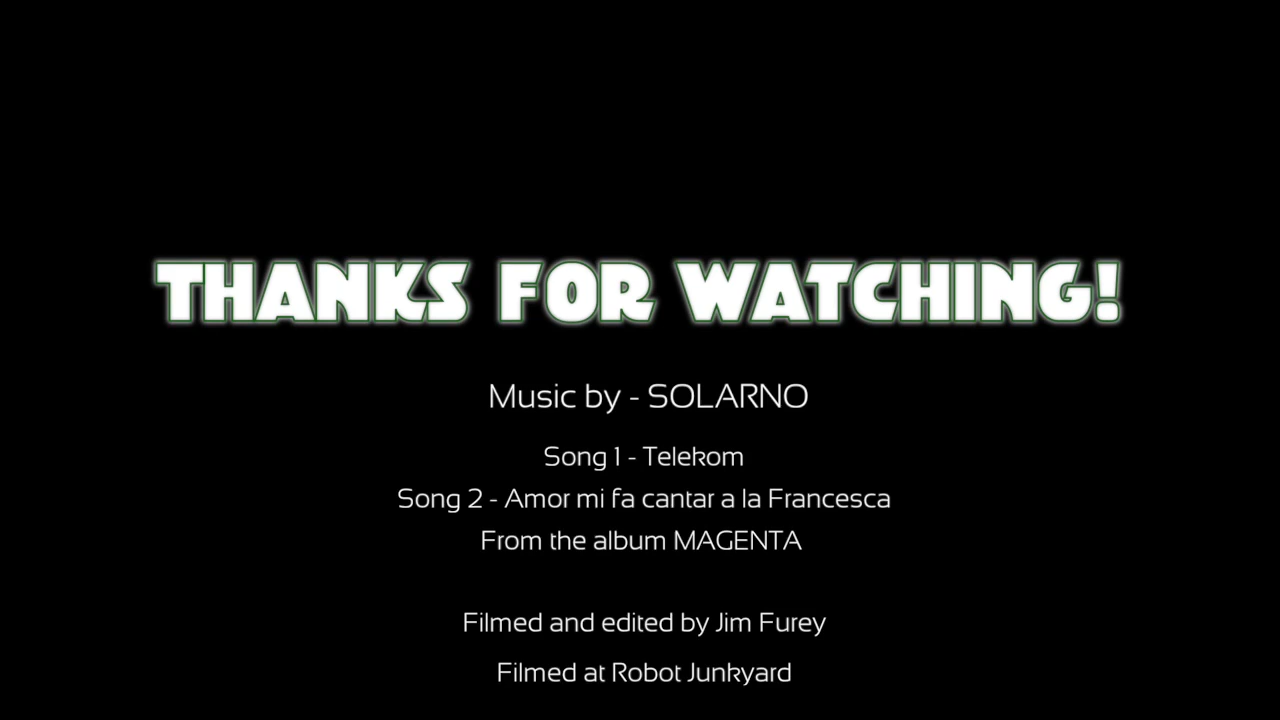 THANKS FOR WATCHING!
Music by - SOLARNO
Song 1 - Telekom
Song 2 - Amor mi fa cantar a la Francesca
From the album MAGENTA
Filmed and edited by Jim Furey
Filmed at Robot Junkyard